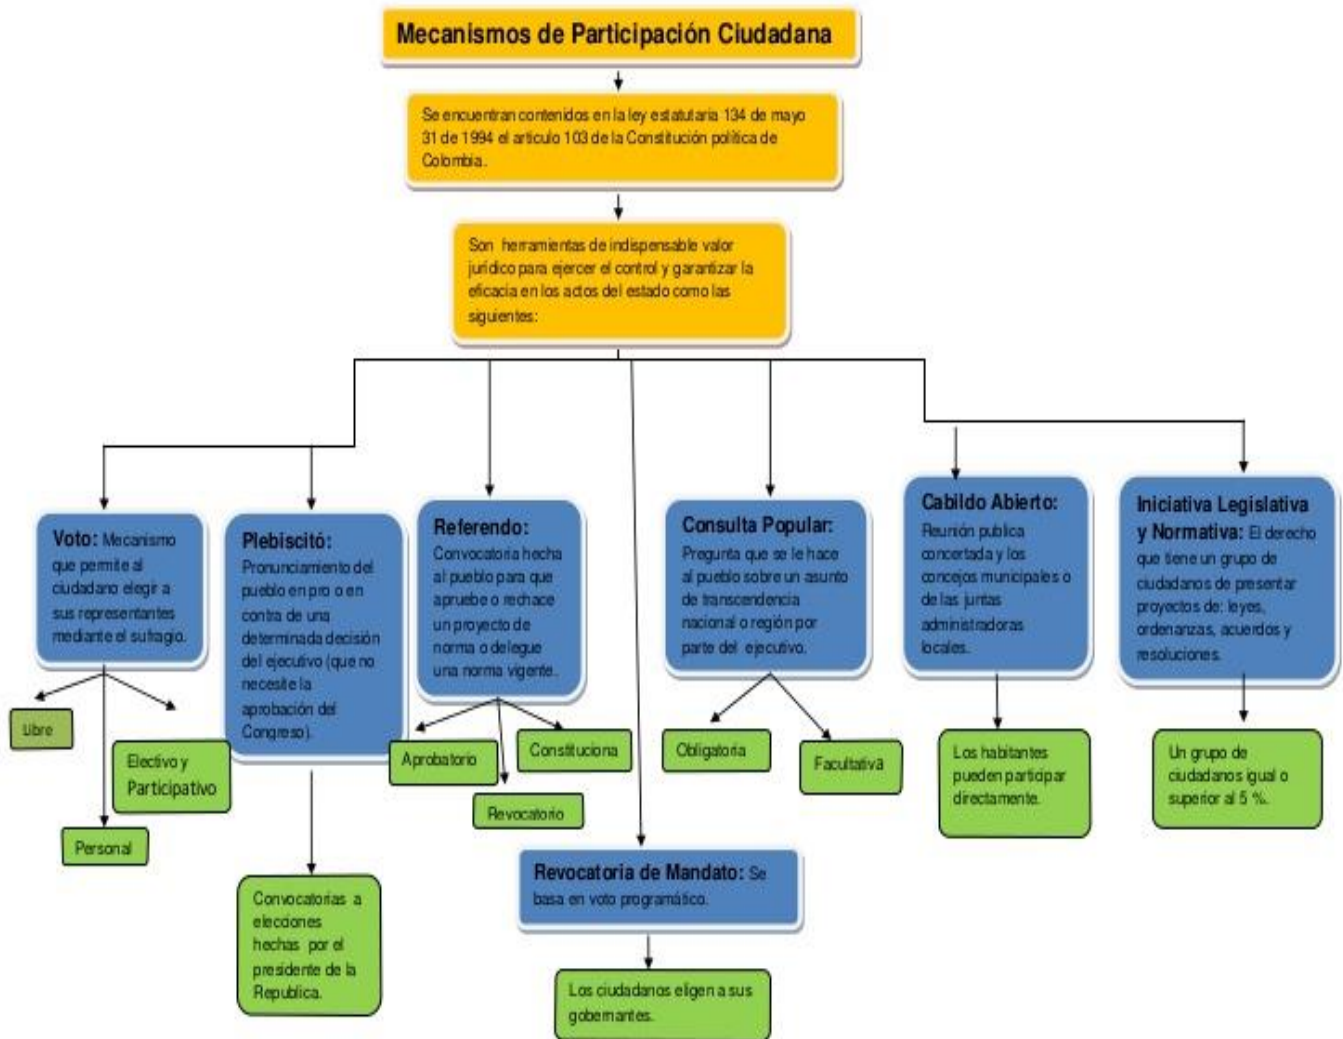 Mecanismos de Participación Ciudadana
Se encuentran contenidos en la ley estatutaria 134 de mayo
31 de 1994 el articulo 103 de la Constitución política de
Colombia.
Son herramientas de indispensable valor
jurídico para ejercer el control y garantizar la
eficacia en los actos del estado como las
siguientes:
Voto: Mecanismo
que permite al
ciudadano elegir a
sus representantes
mediante el sufragio.
Libre
Electivo y
Participativo
Personal
Plebiscitó:
Pronunciamiento del
pueblo en pro o en
contra de una
determinada decisión
del ejecutivo (que no
necesite la
aprobación del
Congreso).
Convocatorias a
elecciones
hechas por el
presidente de la
Republica.
Referendo:
Convocatoria hecha
al pueblo para que
apruebe o rechace
un proyecto de
norma o delegue
una norma vigente.
Aprobatorio
Constituciona
Revocatorio
Revocatoria de Mandato: Se
basa en voto programático.
Los ciudadanos eligen a sus
gobernantes.
Consulta Popular:
Pregunta que se le hace
al pueblo sobre un asunto
de transcendencia
nacional o región por
parte del ejecutivo.
Obligatoria
Facultativa
Cabildo Abierto:
Reunión publica
concertada y los
concejos municipales o
de las juntas
administradoras
locales.
Los habitantes
pueden participar
directamente.
Iniciativa Legislativa
y Normativa: El derecho
que tiene un grupo de
ciudadanos de presentar
proyectos de: leyes,
ordenanzas, acuerdos y
resoluciones.
Un grupo de
ciudadanos igual o
superior al 5 %.